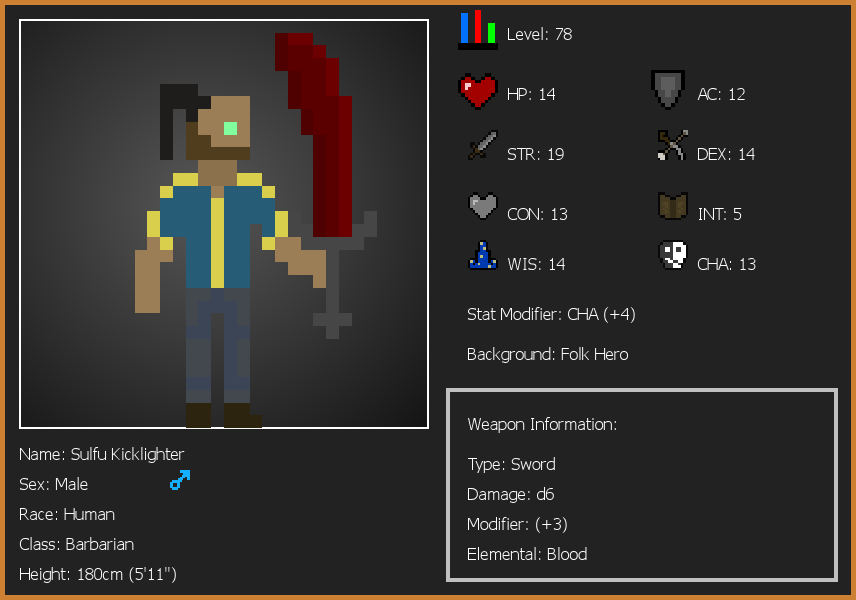 Level: 78
HP: 14
AC: 12
STR: 19
DEX: 14
CON: 13
INT: 5
WIS: 14
CHA: 13
Stat Modifier: CHA (+4)
Background: Folk Hero
Weapon Information:
Type: Sword
Damage: d6
Modifier: (+3)
Elemental: Blood
Name: Sulfu Kicklighter
Sex: Male
Race: Human
Class: Barbarian
Height: 180cm (5'11")